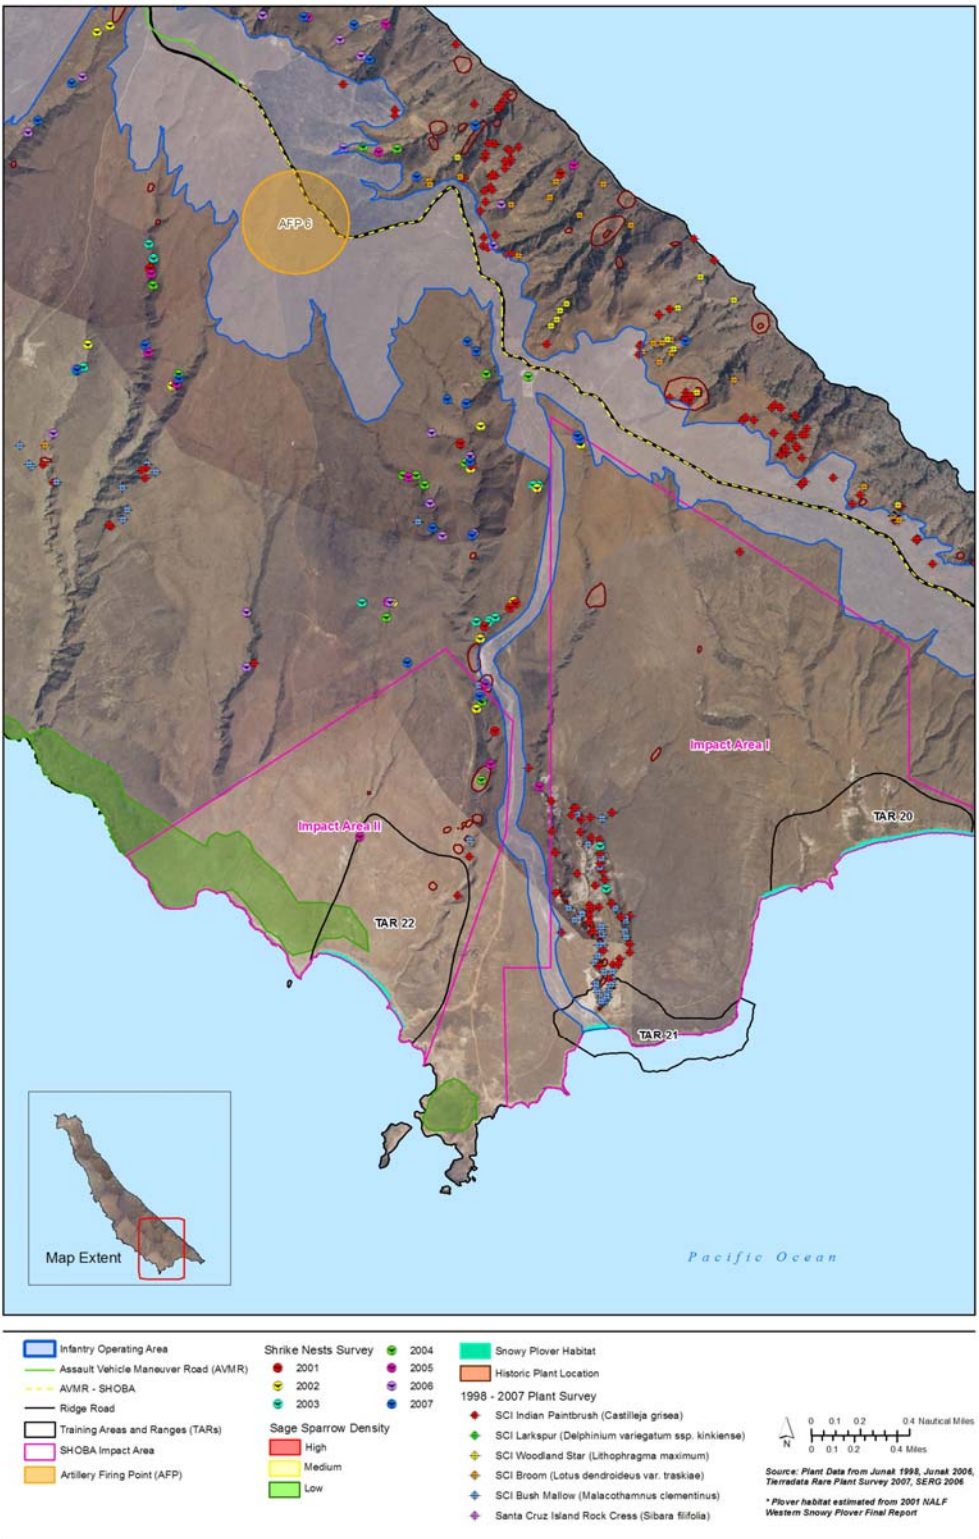 AFP 6
Impact Area I
TAR 20
Impact Area II
TAR 22
TAR 21
Map Extent
Pacific Ocean
Infantry Operating Area
Assault Vehicle Maneuver Road (AVMR)
AVMR - SHOBA
Ridge Road
Training Areas and Ranges (TARs)
SHOBA Impact Area
Artillery Firing Point (AFP)
Shrike Nests Survey
2001
2002
2003
2004
2005
2006
2007
Sage Sparrow Density
High
Medium
Low
Snowy Plover Habitat
Historic Plant Location
1998 - 2007 Plant Survey
SCI Indian Paintbrush (Castilleja grisea)
SCI Larkspur (Delphinium variegatum ssp. kinkiense)
SCI Woodland Star (Lithophragma maximum)
SCI Broom (Lotus dendroideus var. traskiae)
SCI Bush Mallow (Malacothamnus clementinus)
Santa Cruz Island Rock Cress (Sibara filifolia)
N
0 0.1 0.2 0.4 Nautical Miles
0 0.1 0.2 0.4 Miles
Source: Plant Data from Junak 1998, Junak 2006,
Tierradata Rare Plant Survey 2007, SERG 2006
* Plover habitat estimated from 2001 NALF
Western Snowy Plover Final Report